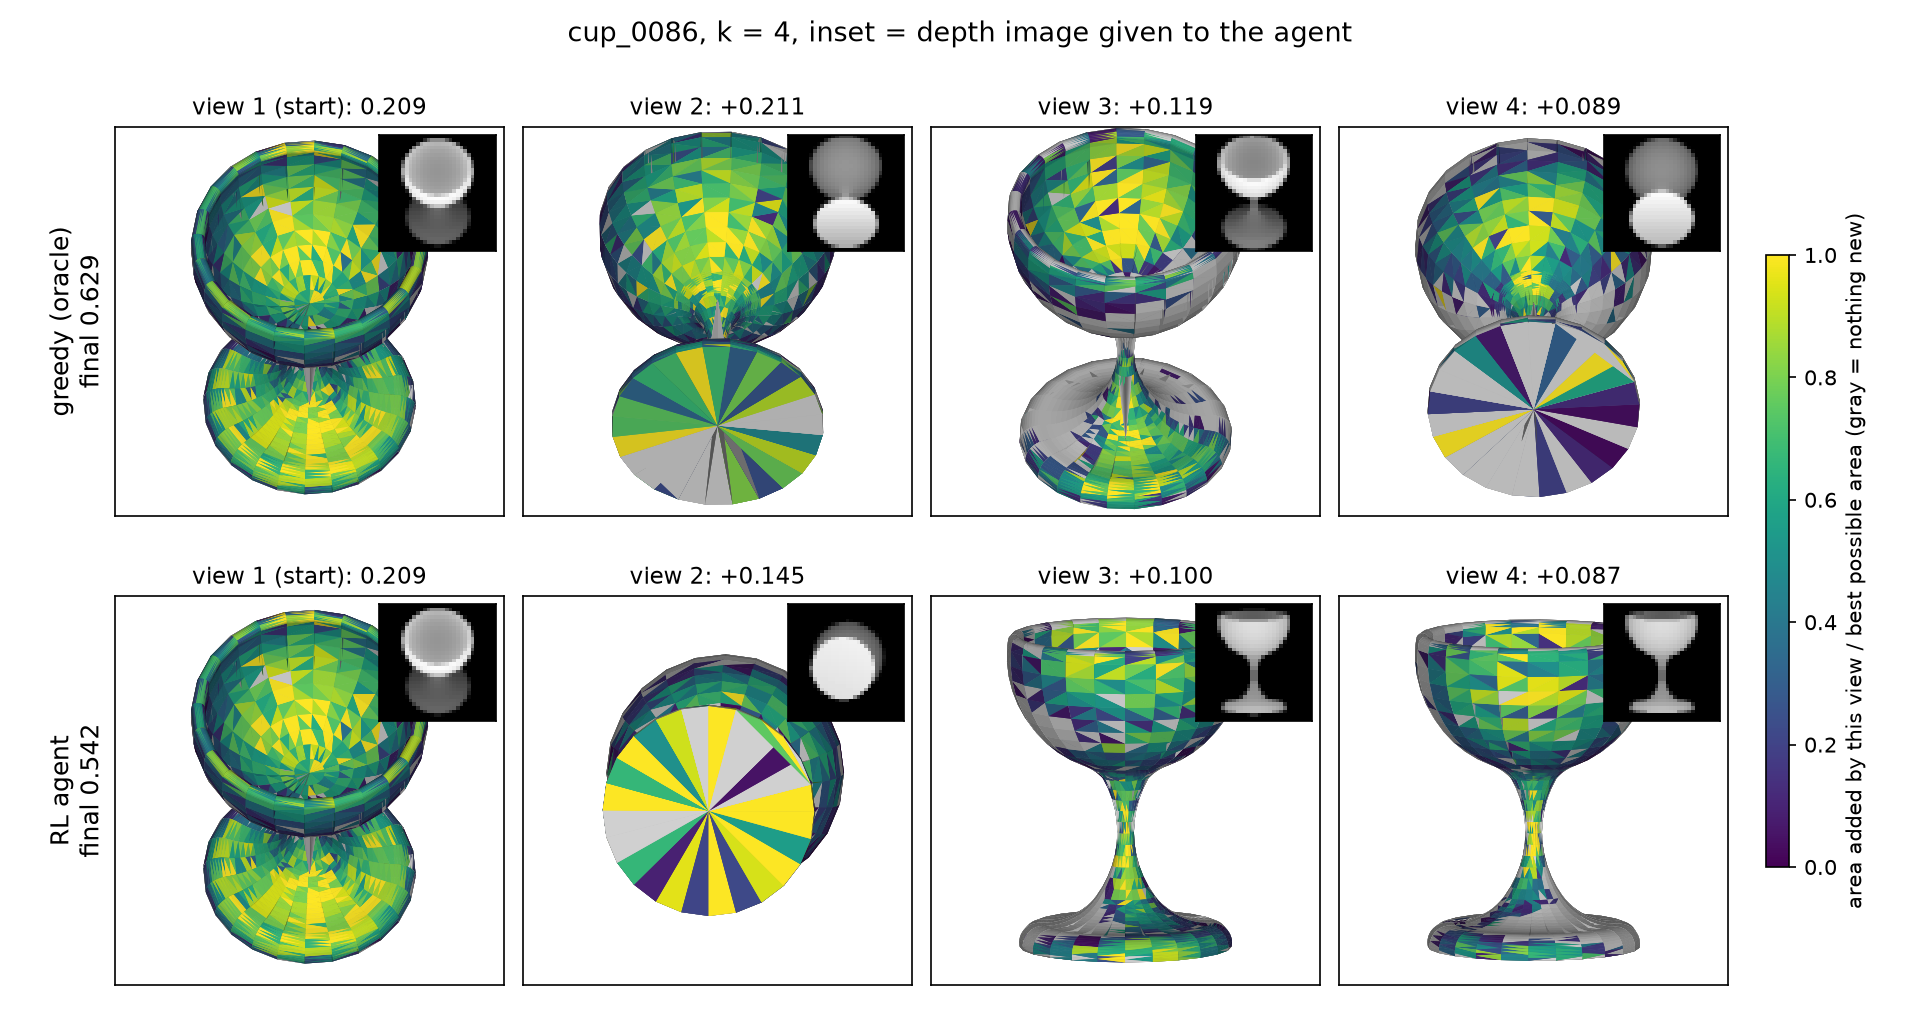 cup_0086, k = 4, inset = depth image given to the agent
greedy (oracle)
final 0.629
view 1 (start): 0.209
view 2: +0.211
view 3: +0.119
view 4: +0.089
RL agent
final 0.542
view 1 (start): 0.209
view 2: +0.145
view 3: +0.100
view 4: +0.087
1.0
0.8
0.6
0.4
0.2
0.0
area added by this view / best possible area (gray = nothing new)